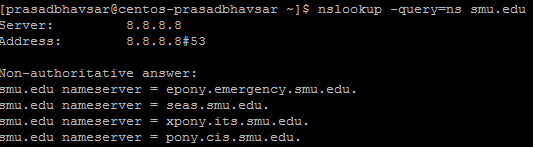 [prasadbhavsar@centos-prasadbhavsar ~]$ nslookup -query=ns smu.edu
Server:         8.8.8.8
Address:        8.8.8.8#53
Non-authoritative answer:
smu.edu nameserver = epony.emergency.smu.edu.
smu.edu nameserver = seas.smu.edu.
smu.edu nameserver = xpony.its.smu.edu.
smu.edu nameserver = pony.cis.smu.edu.